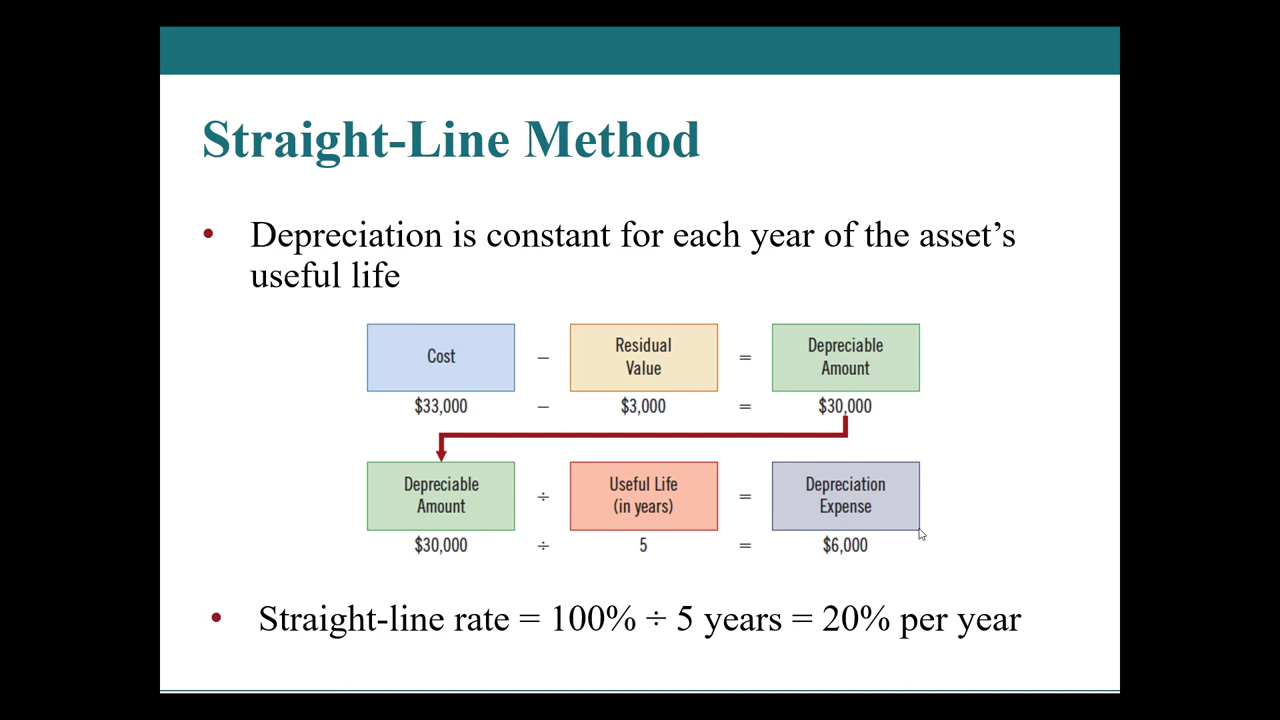 Straight-Line Method
• Depreciation is constant for each year of the asset’s
useful life
Cost – Residual Value = Depreciable Amount
$33,000 – $3,000 = $30,000
Depreciable Amount ÷ Useful Life (in years) = Depreciation Expense
$30,000 ÷ 5 = $6,000
• Straight-line rate = 100% ÷ 5 years = 20% per year